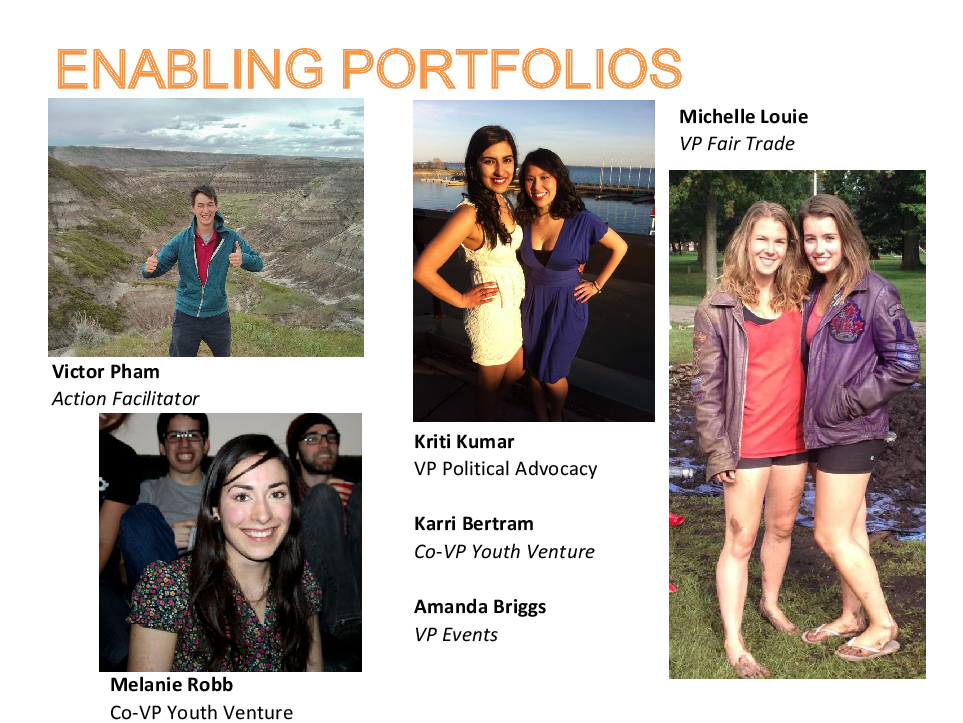 ENABLING PORTFOLIOS
Victor Pham
Action Facilitator
Melanie Robb
Co-VP Youth Venture
Kriti Kumar
VP Political Advocacy
Karri Bertram
Co-VP Youth Venture
Amanda Briggs
VP Events
Michelle Louie
VP Fair Trade